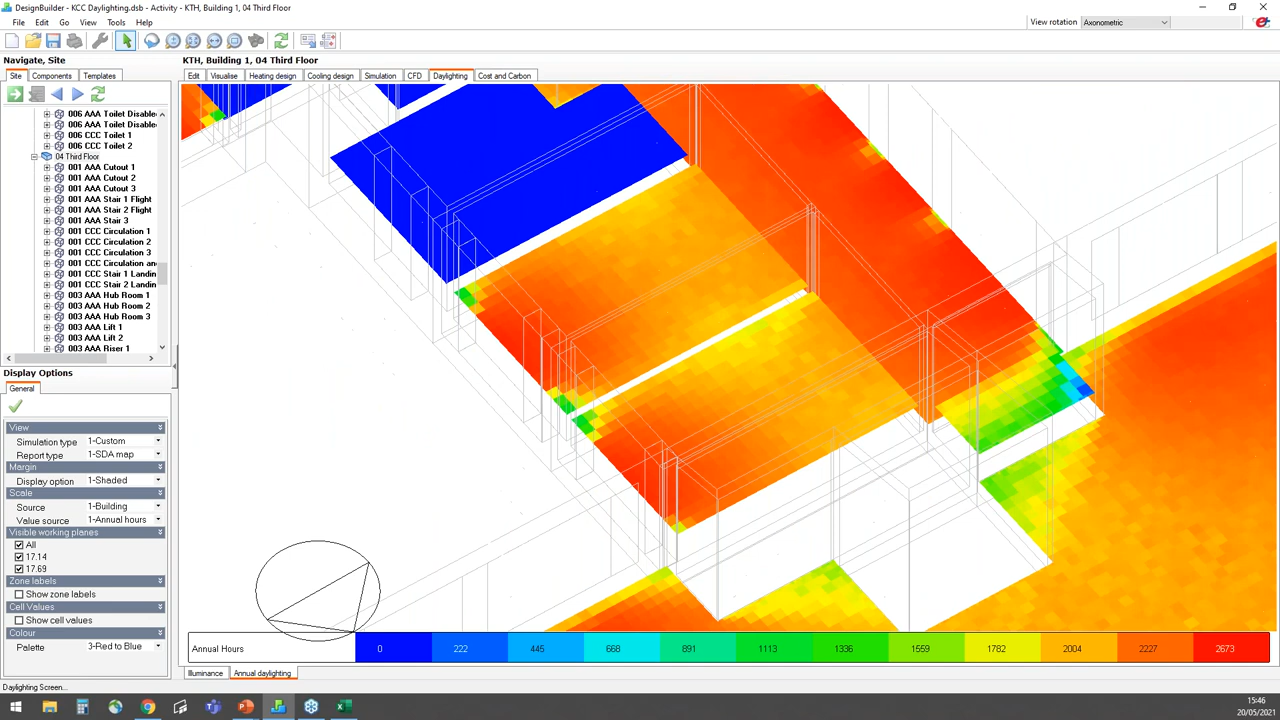 DesignBuilder - KCC Daylighting.dsb - Activity - KTH, Building 1, 04 Third Floor
File Edit Go View Tools Help
View rotation Axonometric
Navigate, Site
Site Components Templates
006 AAA Toilet Disable
006 AAA Toilet Disable
006 CCC Toilet 1
006 CCC Toilet 2
04 Third Floor
001 AAA Cutout 1
001 AAA Cutout 2
001 AAA Cutout 3
001 AAA Stair 1 Flight
001 AAA Stair 2 Flight
001 AAA Stair 3
001 CCC Circulation 1
001 CCC Circulation 2
001 CCC Circulation 3
001 CCC Circulation an
001 CCC Stair 1 Landin
001 CCC Stair 2 Landin
003 AAA Hub Room 1
003 AAA Hub Room 2
003 AAA Hub Room 3
003 AAA Lift 1
003 AAA Lift 2
003 AAA Riser 1
Display Options
General
View
Simulation type 1-Custom
Report type 1-SDA map
Margin
Display option 1-Shaded
Scale
Source 1-Building
Value source 1-Annual hours
Visible working planes
All
17.14
17.69
Zone labels
Show zone labels
Cell Values
Show cell values
Colour
Palette 3-Red to Blue
KTH, Building 1, 04 Third Floor
Edit Visualise Heating design Cooling design Simulation CFD Daylighting Cost and Carbon
Annual Hours 0 222 445 668 891 1113 1336 1559 1782 2004 2227 2673
Illuminance Annual daylighting
Daylighting Screen...
15:46
20/05/2021